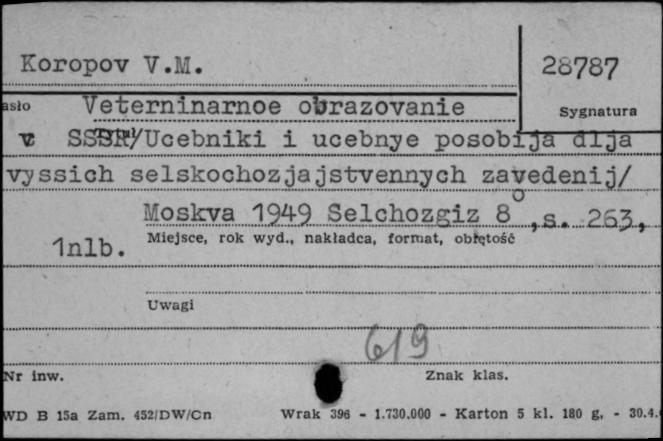 Koropov V.M.
28787
asło Veterninarnoe obrazovanie
Sygnatura
v SSSR/Ucebniki i ucebnye posobija dlja
vyssich selskochozjajstvennych zavedenij/
Moskva 1949 Selchozgiz 8°, s. 263,
Miejsce, rok wyd., nakładca, format, objętość
1nlb.
Uwagi
619
Nr inw. Znak klas.
WD B 15a Zam. 452/DW/Cn Wrak 396 - 1.730.000 - Karton 5 kl. 180 g. - 30.4.